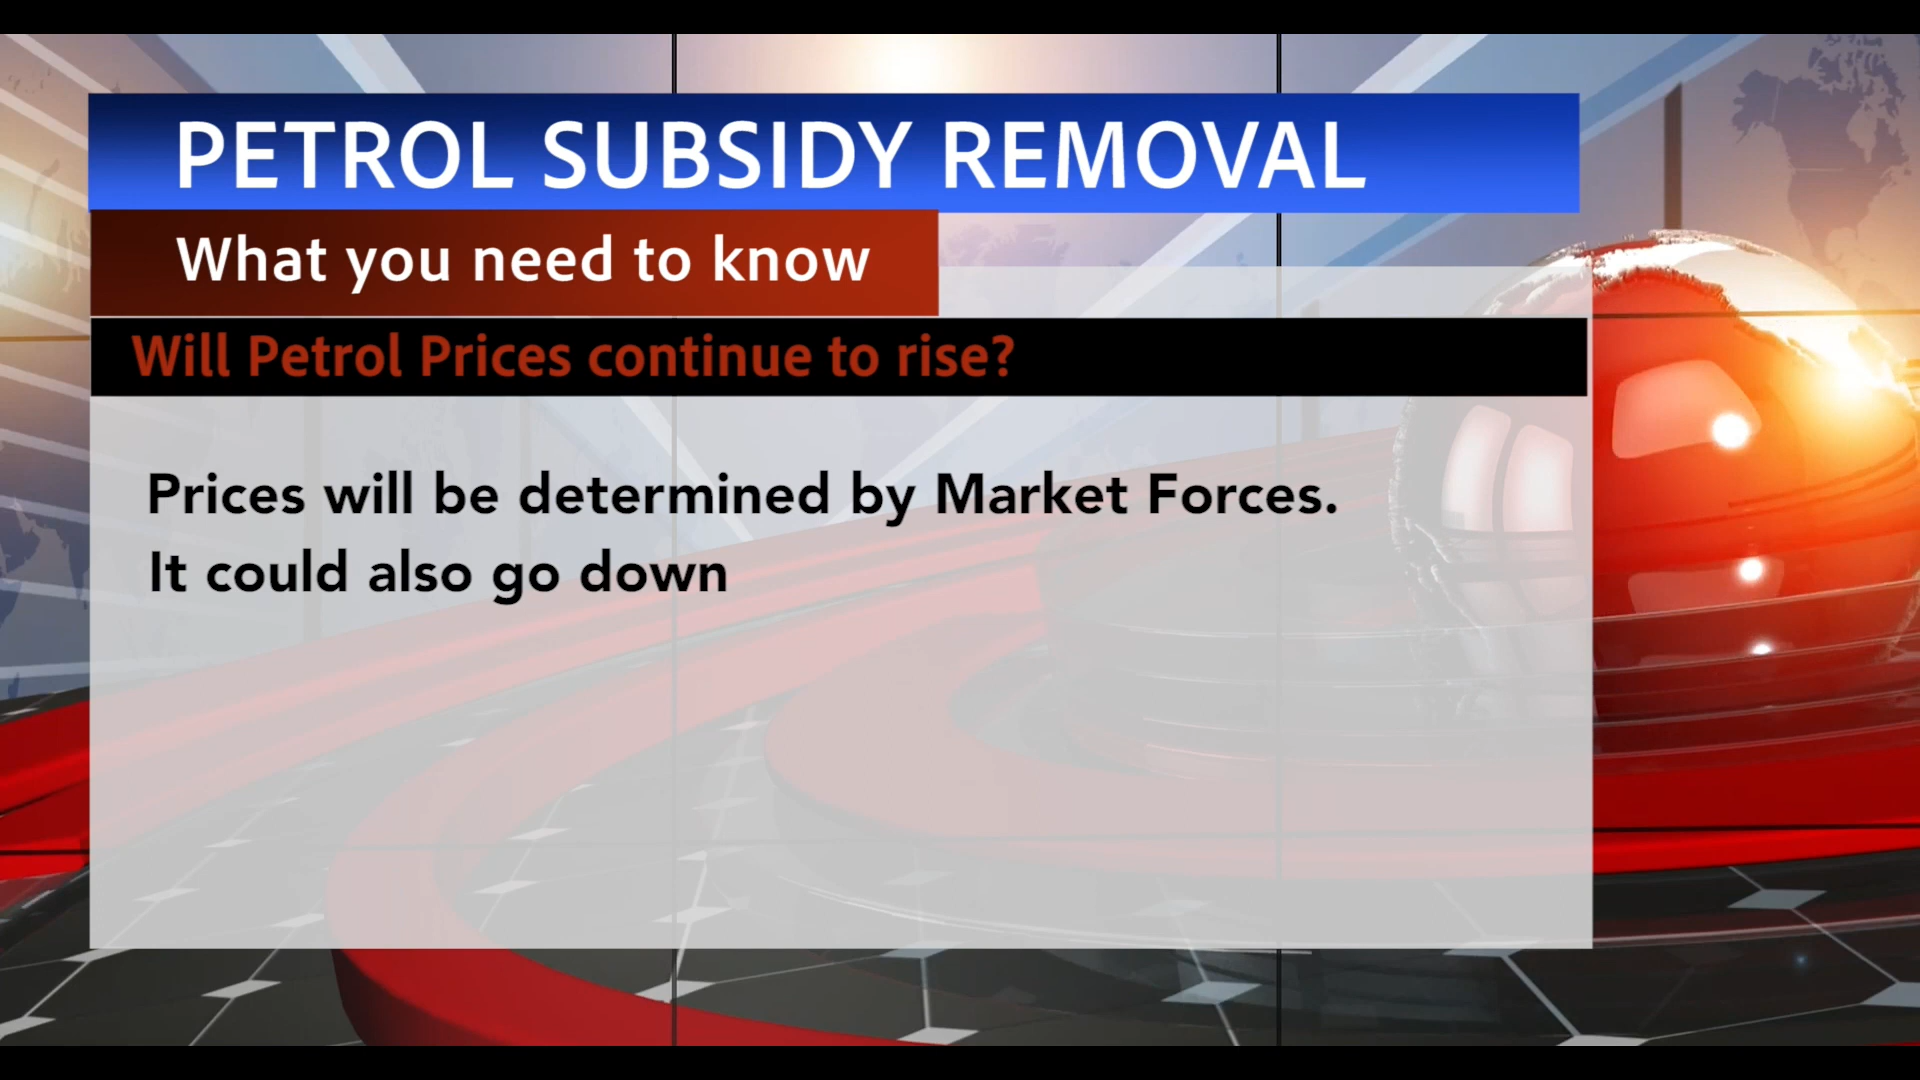 PETROL SUBSIDY REMOVAL
What you need to know
Will Petrol Prices continue to rise?
Prices will be determined by Market Forces.
It could also go down